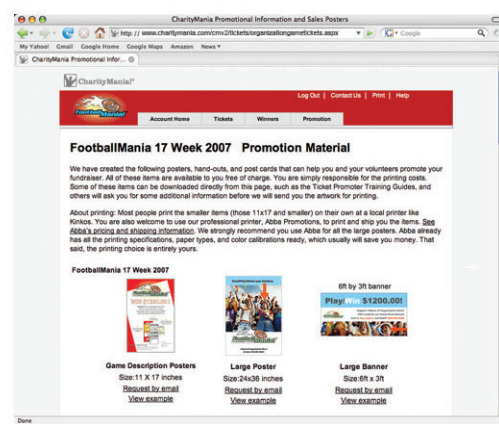 CharityMania Promotional Information and Sales Posters
http://www.charitymania.com/cmv2/tickets/organizationgametickets.aspx
Google
My Yahoo! Gmail Google Home Google Maps Amazon News
CharityMania Promotional Infor...
CharityMania!
Log Out | Contact Us | Print | Help
FootballMania!
Account Home Tickets Winners Promotion
FootballMania 17 Week 2007 Promotion Material
We have created the following posters, hand-outs, and post cards that can help you and your volunteers promote your
fundraiser. All of these items are available to you free of charge. You are simply responsible for the printing costs.
Some of these items can be downloaded directly from this page, such as the Ticket Promoter Training Guides, and
others will ask you for some additional information before we will send you the artwork for printing.
About printing: Most people print the smaller items (those 11x17 and smaller) on their own at a local printer like
Kinkos. You are also welcome to use our professional printer, Abba Promotions, to print and ship you the items. See
Abba's pricing and shipping information. We strongly recommend you use Abba for all the large posters. Abba already
has all the printing specifications, paper types, and color calibrations ready, which usually will save you money. That
said, the printing choice is entirely yours.
FootballMania 17 Week 2007
6ft by 3ft banner
WIN $1200.00!
Play/Win $1200.00!
Game Description Posters
Size:11 X 17 inches
Request by email
View example
Large Poster
Size:24x36 inches
Request by email
View example
Large Banner
Size:6ft x 3ft
Request by email
View example
Done